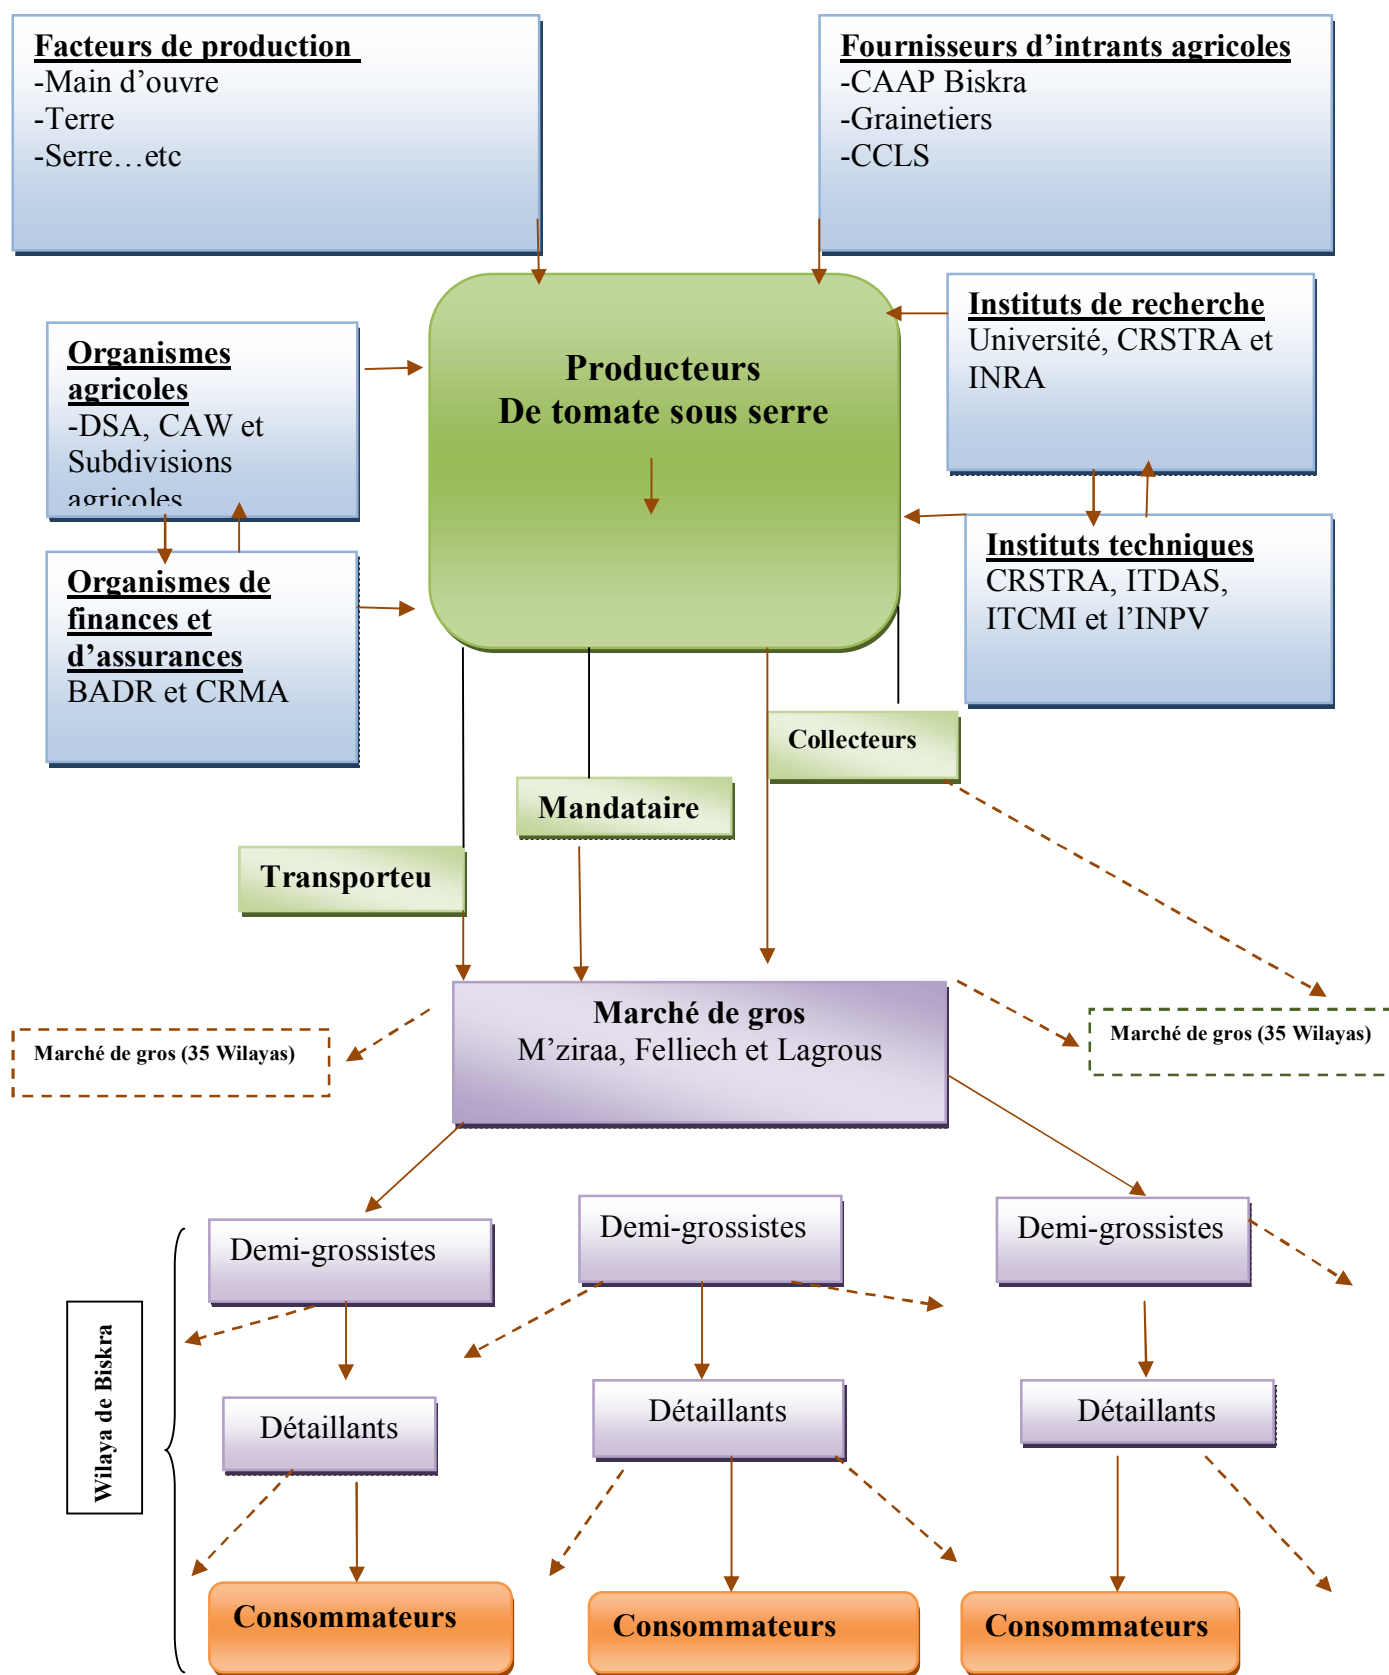 Facteurs de production
-Main d’ouvre
-Terre
-Serre…etc
Fournisseurs d’intrants agricoles
-CAAP Biskra
-Grainetiers
-CCLS
Organismes
agricoles
-DSA, CAW et
Subdivisions
agricoles
Producteurs
De tomate sous serre
Instituts de recherche
Université, CRSTRA et
INRA
Organismes de
finances et
d’assurances
BADR et CRMA
Instituts techniques
CRSTRA, ITDAS,
ITCMI et l’INPV
Collecteurs
Mandataire
Transporteu
Marché de gros
M’ziraa, Felliech et Lagrous
Marché de gros (35 Wilayas)
Marché de gros (35 Wilayas)
Wilaya de Biskra
Demi-grossistes
Demi-grossistes
Demi-grossistes
Détaillants
Détaillants
Détaillants
Consommateurs
Consommateurs
Consommateurs